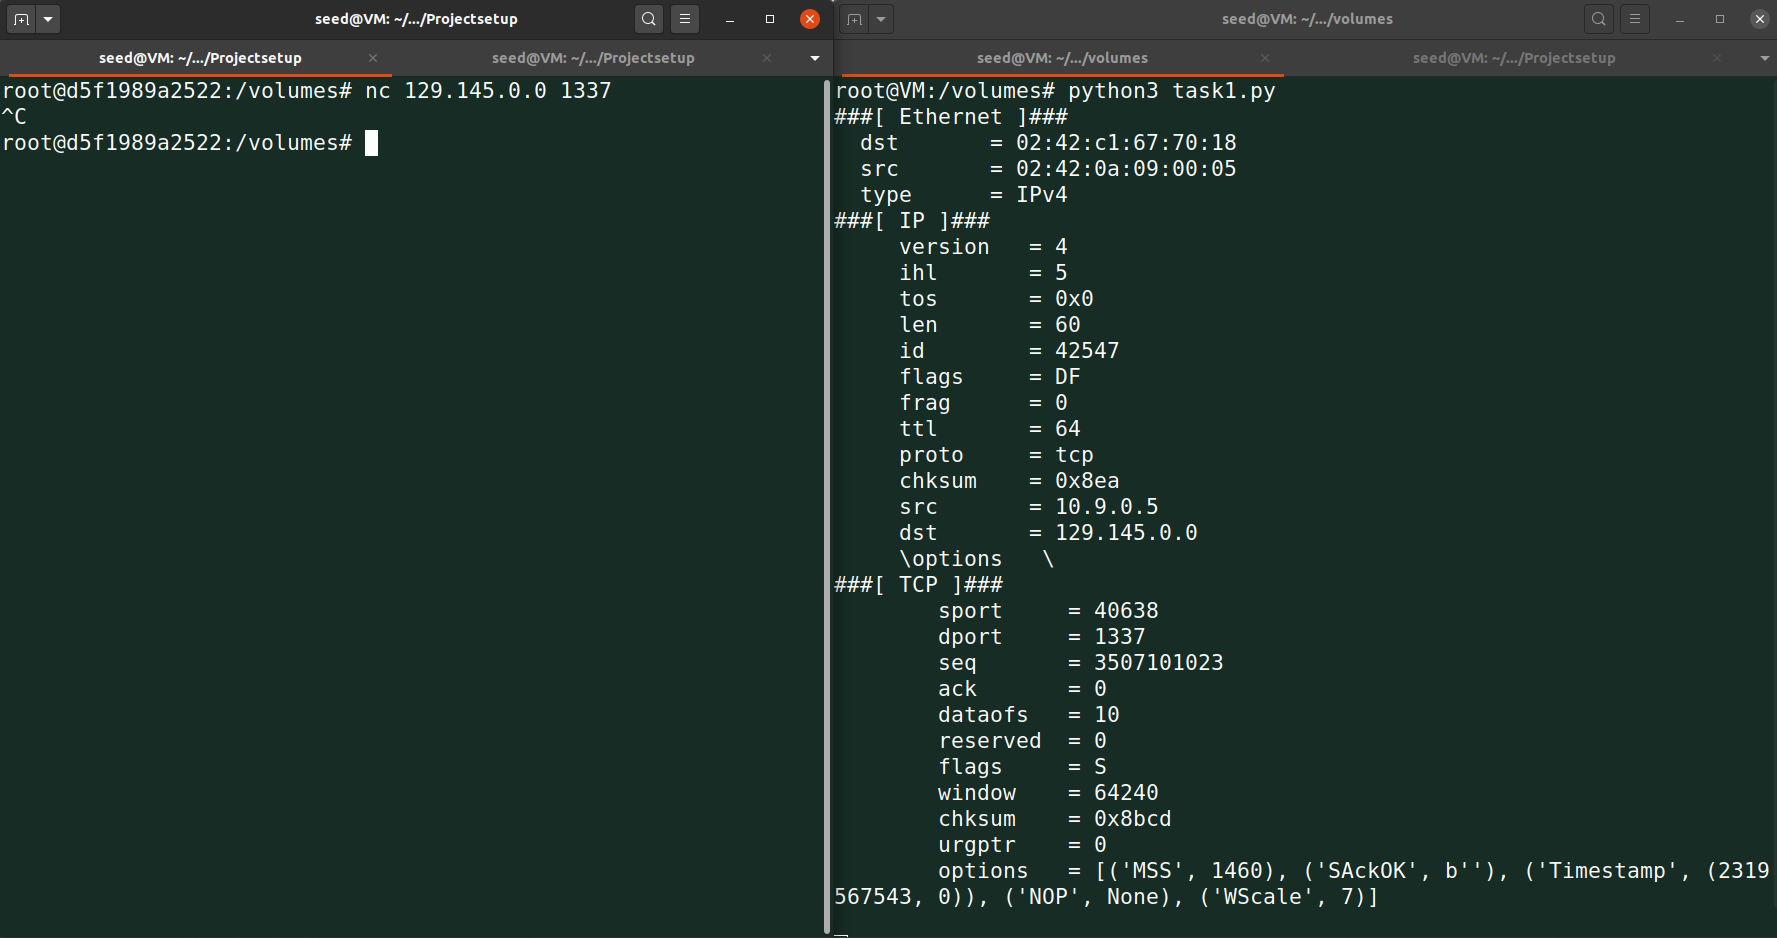 seed@VM: ~/.../Projectsetup
seed@VM: ~/.../Projectsetup
seed@VM: ~/.../Projectsetup
root@d5f1989a2522:/volumes# nc 129.145.0.0 1337
^C
root@d5f1989a2522:/volumes#
seed@VM: ~/.../volumes
seed@VM: ~/.../volumes
seed@VM: ~/.../Projectsetup
root@VM:/volumes# python3 task1.py
###[ Ethernet ]###
  dst       = 02:42:c1:67:70:18
  src       = 02:42:0a:09:00:05
  type      = IPv4
###[ IP ]###
     version   = 4
     ihl       = 5
     tos       = 0x0
     len       = 60
     id        = 42547
     flags     = DF
     frag      = 0
     ttl       = 64
     proto     = tcp
     chksum    = 0x8ea
     src       = 10.9.0.5
     dst       = 129.145.0.0
     \options   \
###[ TCP ]###
        sport     = 40638
        dport     = 1337
        seq       = 3507101023
        ack       = 0
        dataofs   = 10
        reserved  = 0
        flags     = S
        window    = 64240
        chksum    = 0x8bcd
        urgptr    = 0
        options   = [('MSS', 1460), ('SAckOK', b''), ('Timestamp', (2319
567543, 0)), ('NOP', None), ('WScale', 7)]